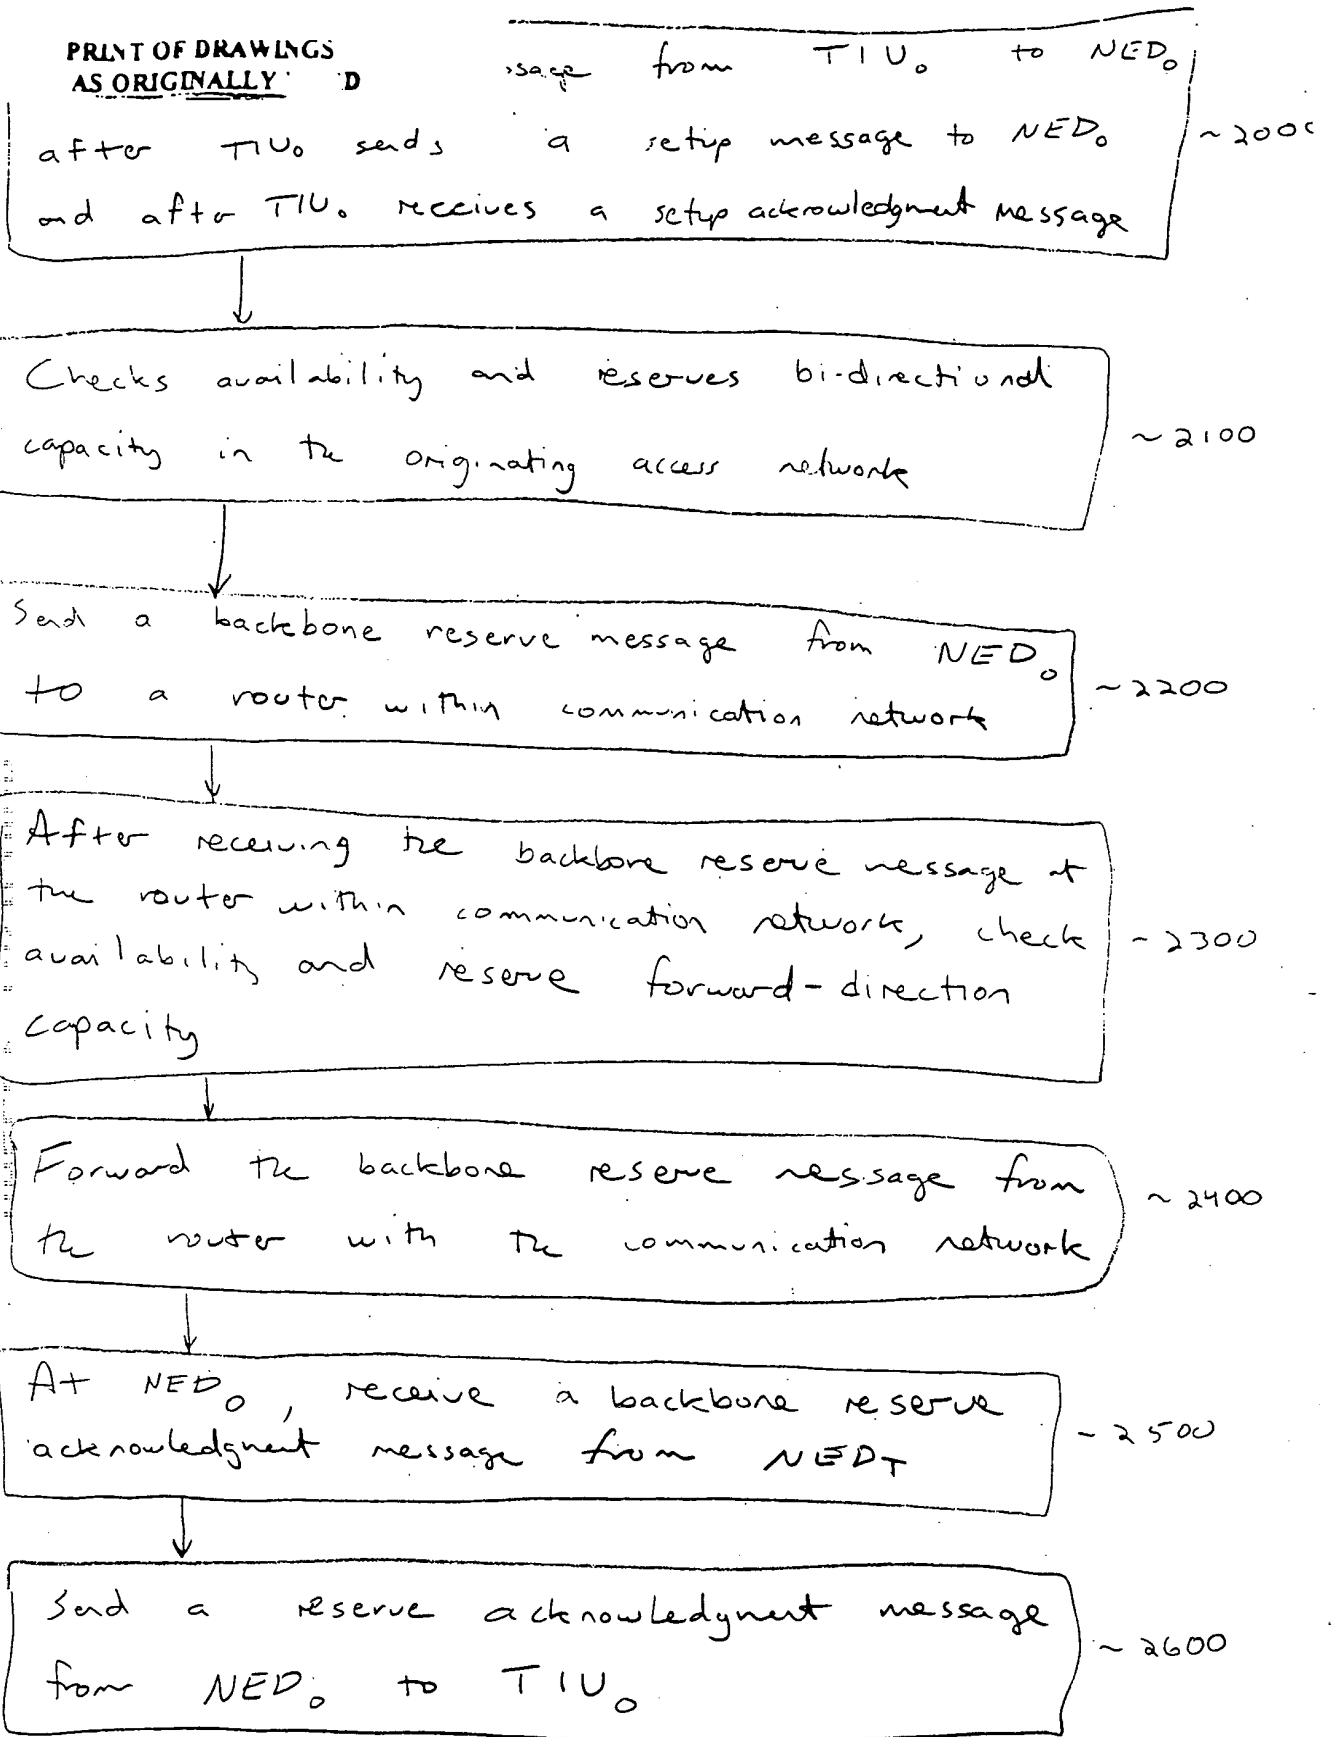 PRINT OF DRAWINGS
AS ORIGINALLY D
from TIU₀ to NED₀
after TIU₀ sends a setup message to NED₀
and after TIU₀ receives a setup acknowledgment message
~200
Checks availability and reserves bi-directional
capacity in the originating access network
~2100
Send a backbone reserve message from NED₀
to a router within communication network
~2200
After receiving the backbone reserve message at
the router within communication network, check
availability and reserve forward-direction
capacity
~2300
Forward the backbone reserve message from
the router with the communication network
~2400
At NED₀, receive a backbone reserve
acknowledgment message from NED_T
~2500
Send a reserve acknowledgment message
from NED₀ to TIU₀
~2600